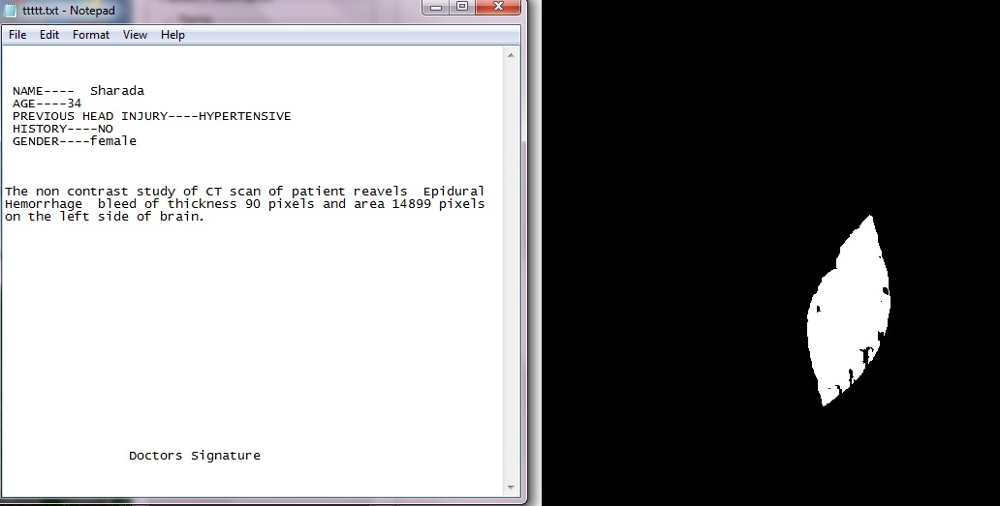 ttttt.txt - Notepad
File Edit Format View Help
NAME---- Sharada
AGE----34
PREVIOUS HEAD INJURY----HYPERTENSIVE
HISTORY----NO
GENDER----female
The non contrast study of CT scan of patient reavels Epidural
Hemorrhage bleed of thickness 90 pixels and area 14899 pixels
on the left side of brain.
Doctors Signature